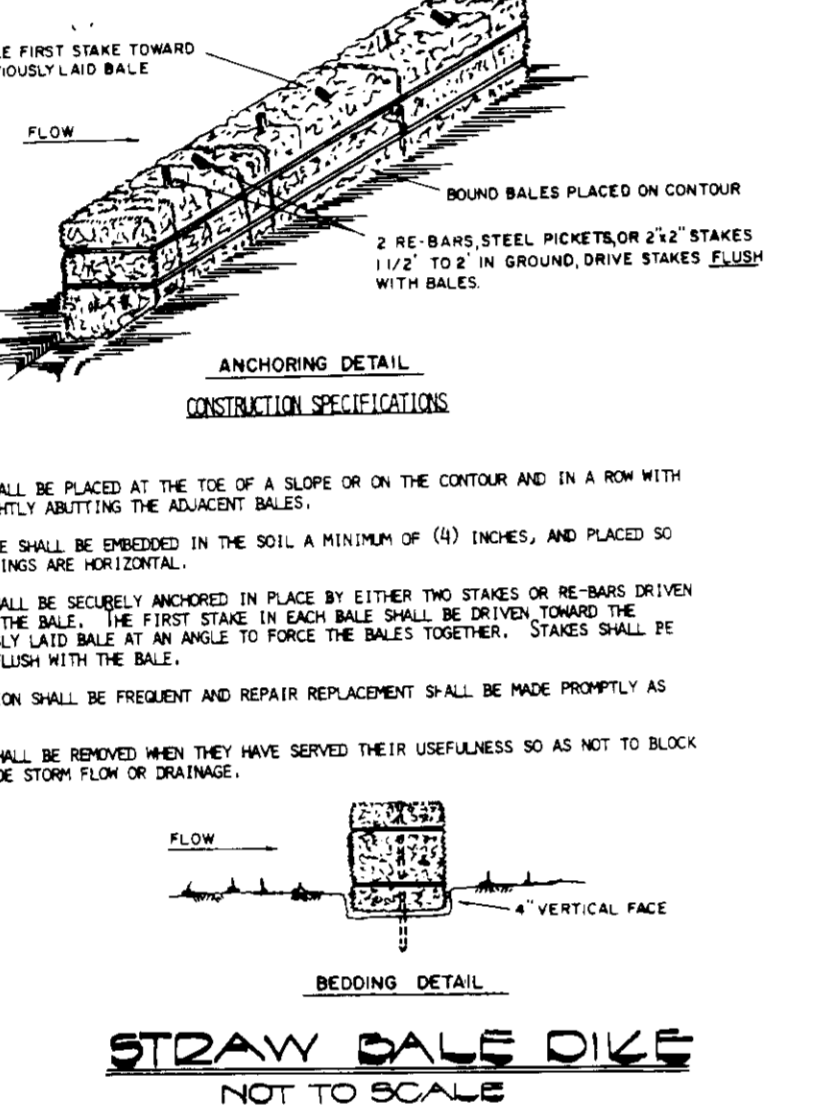 E FIRST STAKE TOWARD
IOUSLY LAID BALE
FLOW
BOUND BALES PLACED ON CONTOUR
2 RE-BARS, STEEL PICKETS, OR 2"x2" STAKES
1 1/2' TO 2' IN GROUND, DRIVE STAKES FLUSH
WITH BALES.
ANCHORING DETAIL
CONSTRUCTION SPECIFICATIONS
ALL BE PLACED AT THE TOE OF A SLOPE OR ON THE CONTOUR AND IN A ROW WITH
HTLY ABUTTING THE ADJACENT BALES.
E SHALL BE EMBEDDED IN THE SOIL A MINIMUM OF (4) INCHES, AND PLACED SO
INGS ARE HORIZONTAL.
ALL BE SECURELY ANCHORED IN PLACE BY EITHER TWO STAKES OR RE-BARS DRIVEN
THE BALE. THE FIRST STAKE IN EACH BALE SHALL BE DRIVEN TOWARD THE
LY LAID BALE AT AN ANGLE TO FORCE THE BALES TOGETHER. STAKES SHALL BE
LUSH WITH THE BALE.
ON SHALL BE FREQUENT AND REPAIR REPLACEMENT SHALL BE MADE PROMPTLY AS
HALL BE REMOVED WHEN THEY HAVE SERVED THEIR USEFULNESS SO AS NOT TO BLOCK
DE STORM FLOW OR DRAINAGE.
FLOW
4" VERTICAL FACE
BEDDING DETAIL
STRAW BALE DIKE
NOT TO SCALE